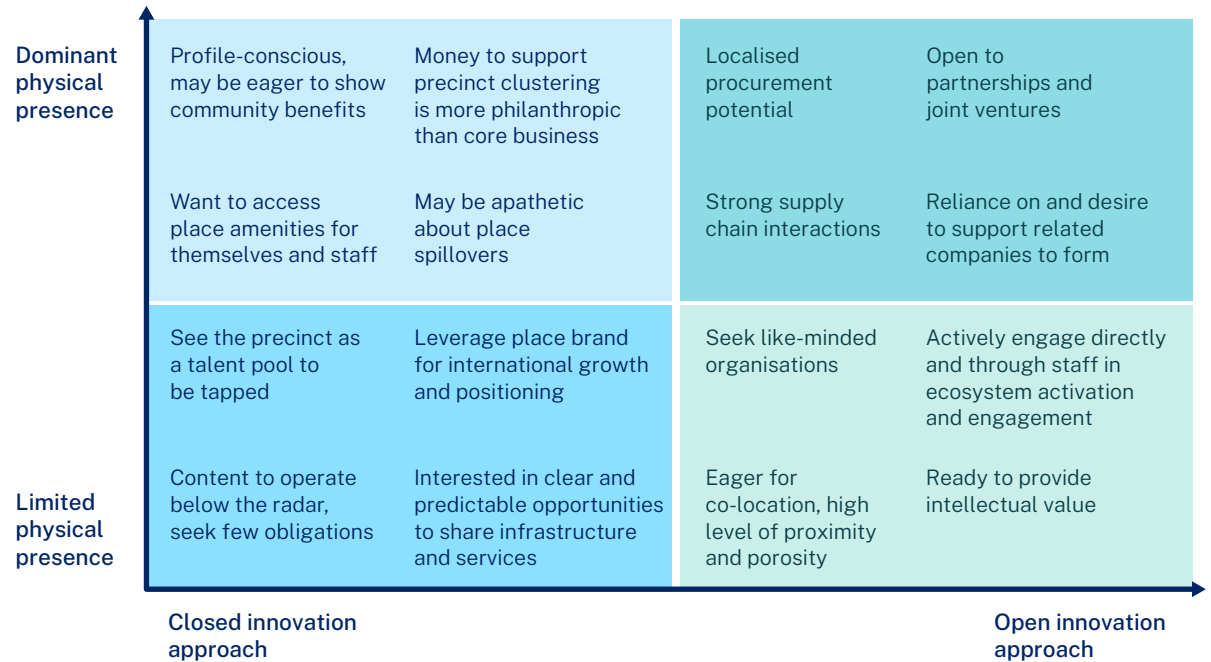 Dominant
physical
presence
Profile-conscious,
may be eager to show
community benefits
Money to support
precinct clustering
is more philanthropic
than core business
Localised
procurement
potential
Open to
partnerships and
joint ventures
Want to access
place amenities for
themselves and staff
May be apathetic
about place
spillovers
Strong supply
chain interactions
Reliance on and desire
to support related
companies to form
See the precinct as
a talent pool to
be tapped
Leverage place brand
for international growth
and positioning
Seek like-minded
organisations
Actively engage directly
and through staff in
ecosystem activation
and engagement
Limited
physical
presence
Content to operate
below the radar,
seek few obligations
Interested in clear and
predictable opportunities
to share infrastructure
and services
Eager for
co-location, high
level of proximity
and porosity
Ready to provide
intellectual value
Closed innovation
approach
Open innovation
approach